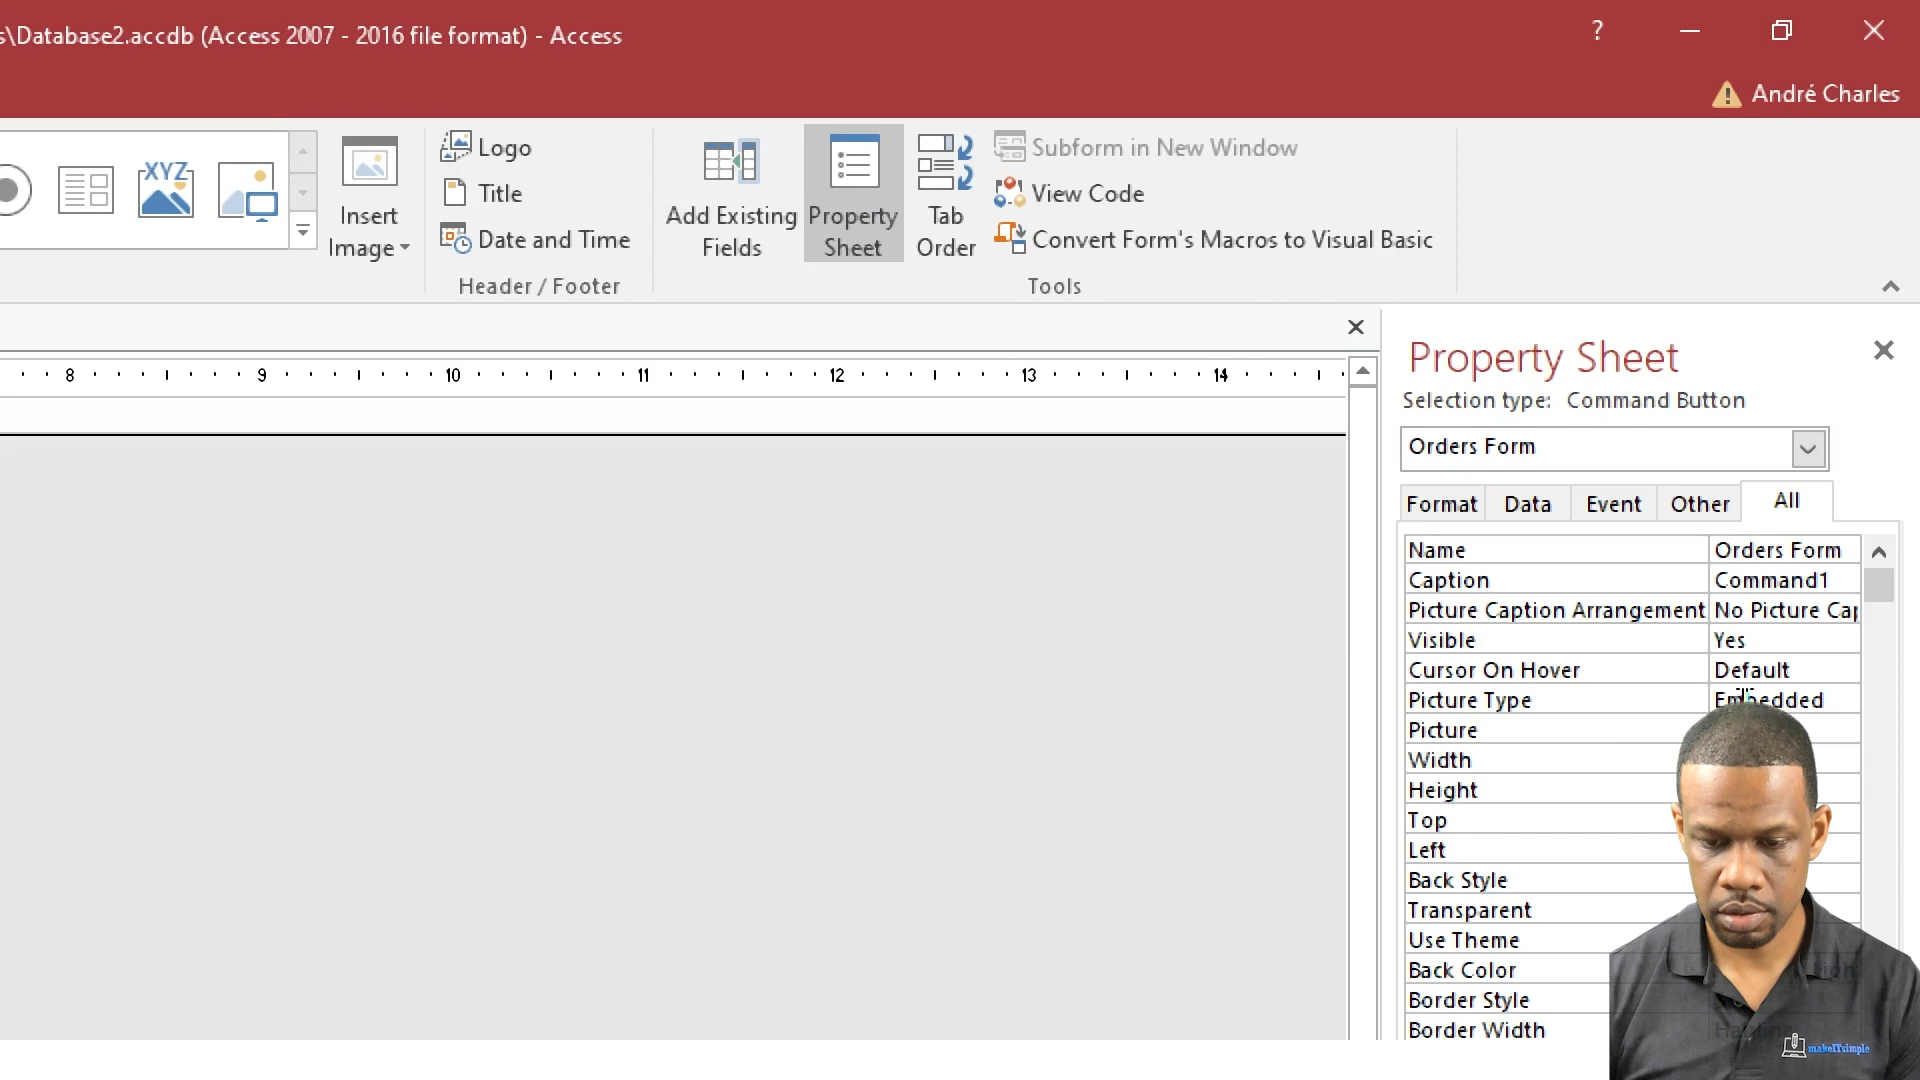 s\Database2.accdb (Access 2007 - 2016 file format) - Access
?
André Charles
XYZ
Insert Image
Logo
Title
Date and Time
Header / Footer
Add Existing Fields
Property Sheet
Tab Order
Subform in New Window
View Code
Convert Form's Macros to Visual Basic
Tools
8 9 10 11 12 13 14
Property Sheet
Selection type: Command Button
Orders Form
Format Data Event Other All
Name Orders Form
Caption Command1
Picture Caption Arrangement No Picture Cap
Visible Yes
Cursor On Hover Default
Picture Type Embedded
Picture
Width
Height
Top
Left
Back Style
Transparent
Use Theme
Back Color
Border Style
Border Width
makeITsimple